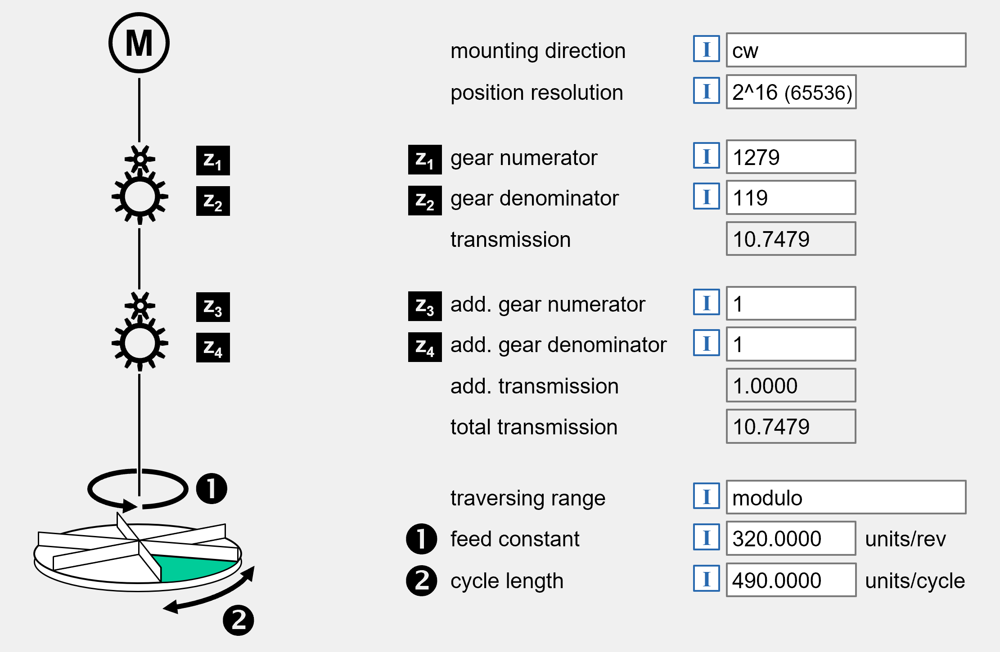 M
mounting direction I cw
position resolution I 2^16 (65536)
z1 z1 gear numerator I 1279
z2 z2 gear denominator I 119
transmission 10.7479
z3 z3 add. gear numerator I 1
z4 z4 add. gear denominator I 1
add. transmission 1.0000
total transmission 10.7479
1 traversing range I modulo
1 feed constant I 320.0000 units/rev
2 cycle length I 490.0000 units/cycle
2